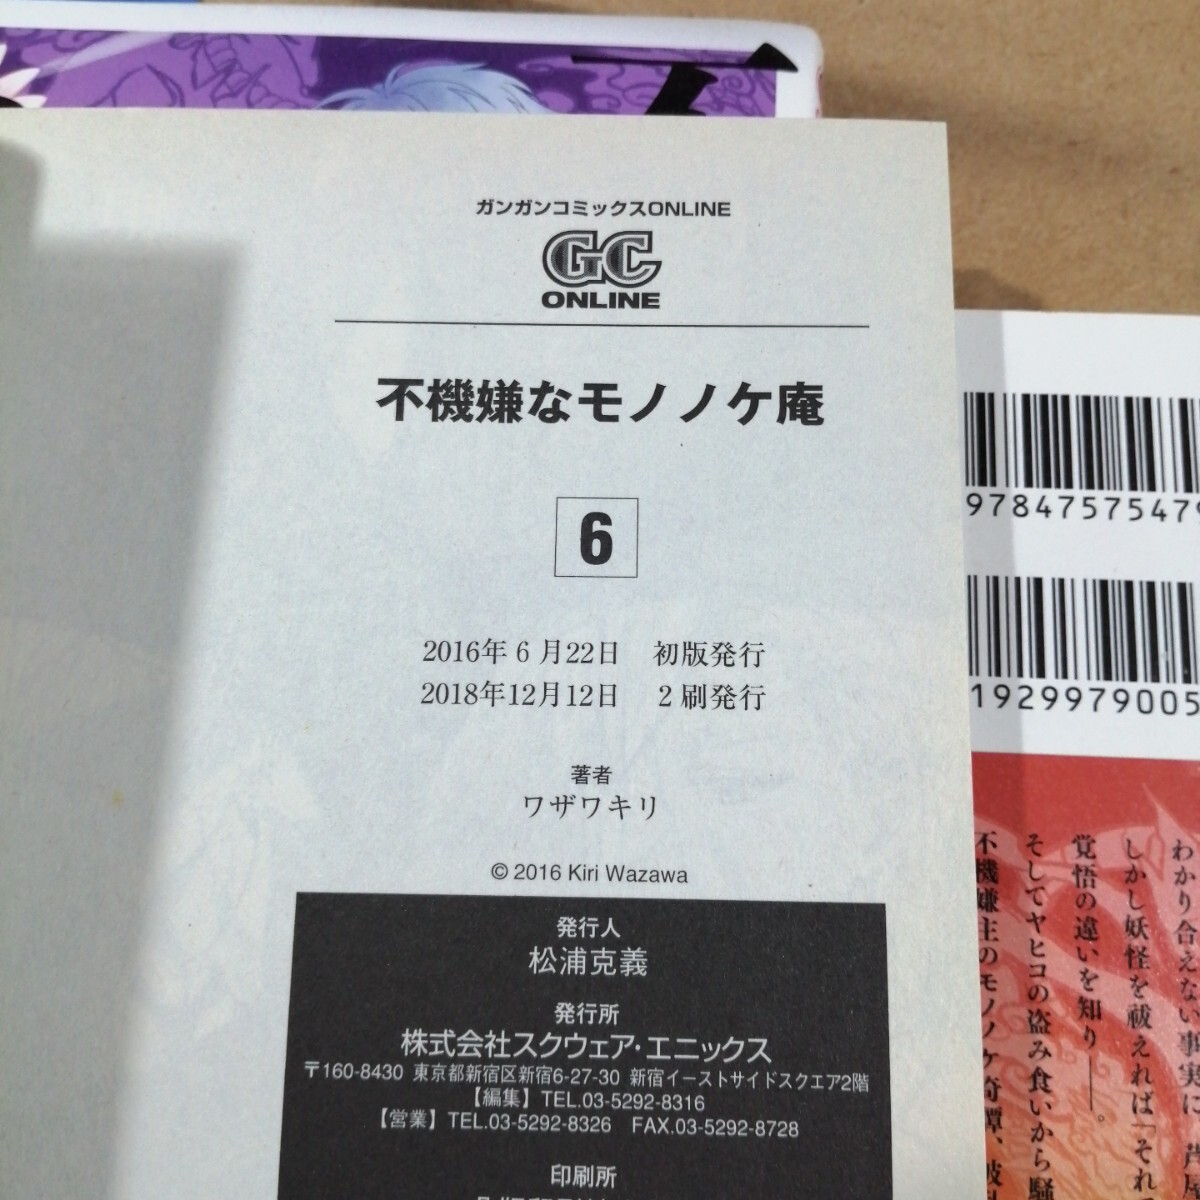 ガンガンコミックスONLINE
GC
ONLINE
不機嫌なモノノケ庵
6
2016年6月22日　初版発行
2018年12月12日　2刷発行
著者
ワザワキリ
© 2016 Kiri Wazawa
発行人
松浦克義
発行所
株式会社スクウェア・エニックス
〒160-8430 東京都新宿区新宿6-27-30 新宿イーストサイドスクエア2階
【編集】TEL.03-5292-8316
【営業】TEL.03-5292-8326　FAX.03-5292-8728
印刷所
97847575479
1929979005
わかり合えない事実に、芦屋
しかし妖怪を祓えれば「それ
覚悟の違いを知り――。
そしてヤヒコの盗み食いから騒
不機嫌主のモノノケ奇譚、